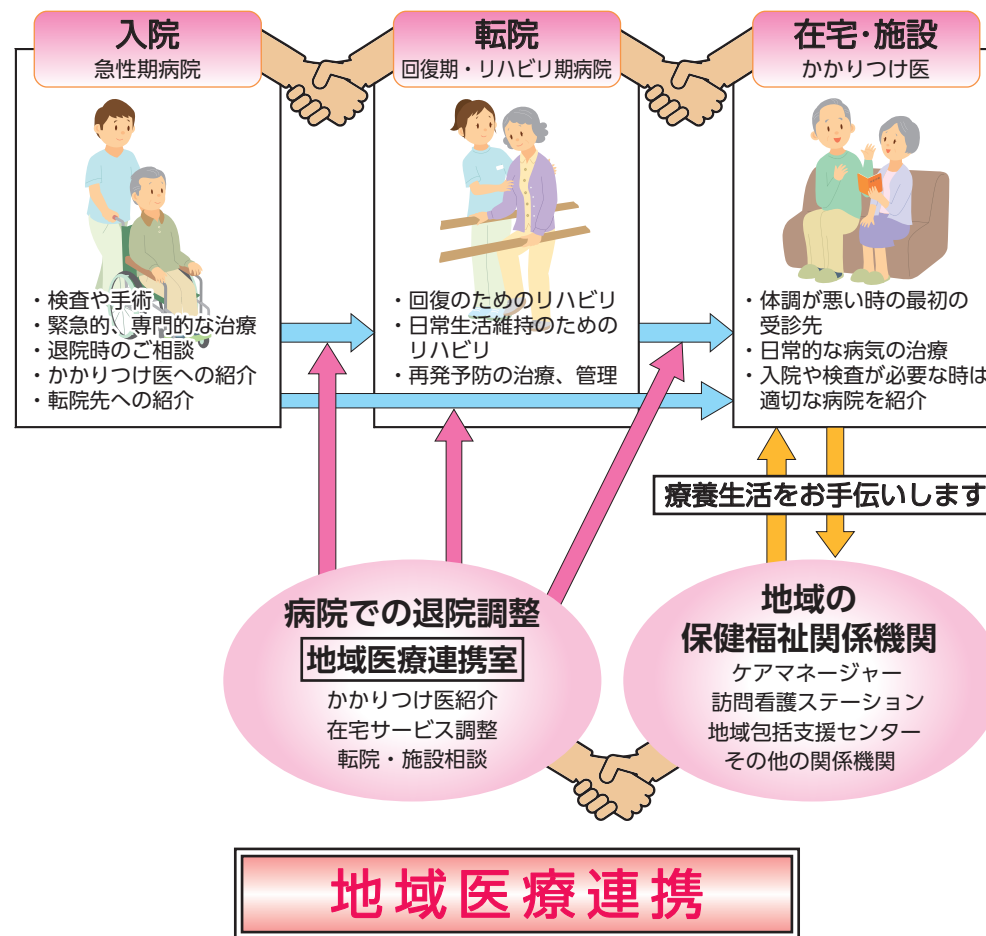 入院
急性期病院
転院
回復期・リハビリ期病院
在宅・施設
かかりつけ医
・検査や手術
・緊急的、専門的な治療
・退院時のご相談
・かかりつけ医への紹介
・転院先への紹介
・回復のためのリハビリ
・日常生活維持のための
リハビリ
・再発予防の治療、管理
・体調が悪い時の最初の
受診先
・日常的な病気の治療
・入院や検査が必要な時は
適切な病院を紹介
療養生活をお手伝いします
病院での退院調整
地域医療連携室
かかりつけ医紹介
在宅サービス調整
転院・施設相談
地域の
保健福祉関係機関
ケアマネージャー
訪問看護ステーション
地域包括支援センター
その他の関係機関
地域医療連携